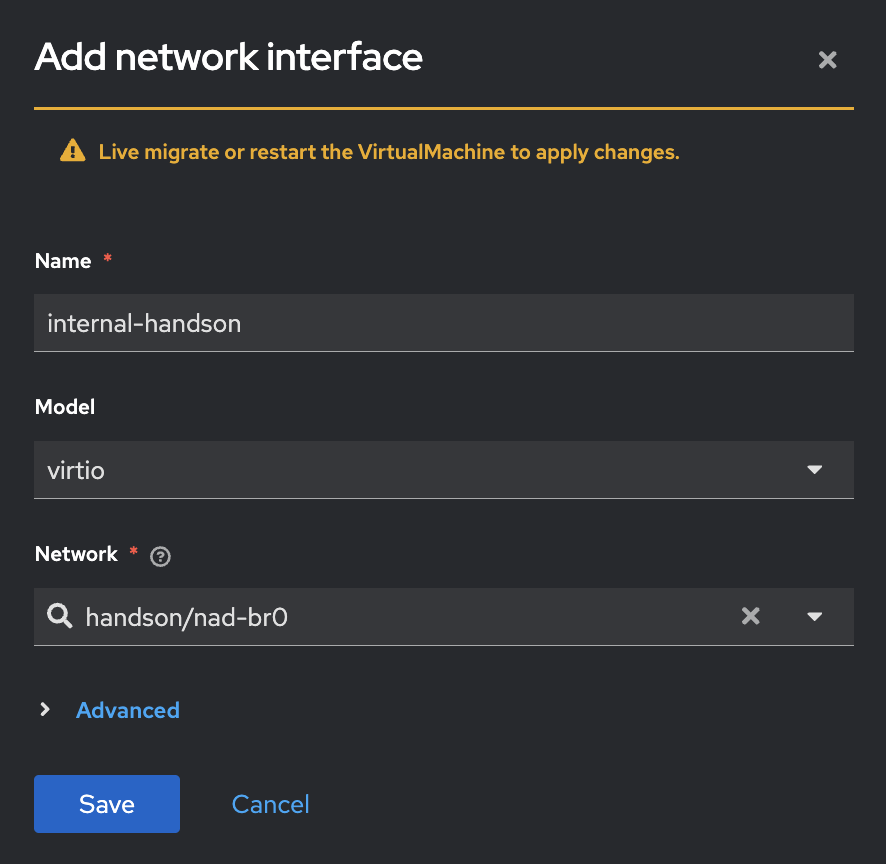 Add network interface
Live migrate or restart the VirtualMachine to apply changes.
Name *
internal-handson
Model
virtio
Network *
handson/nad-br0
Advanced
Save Cancel